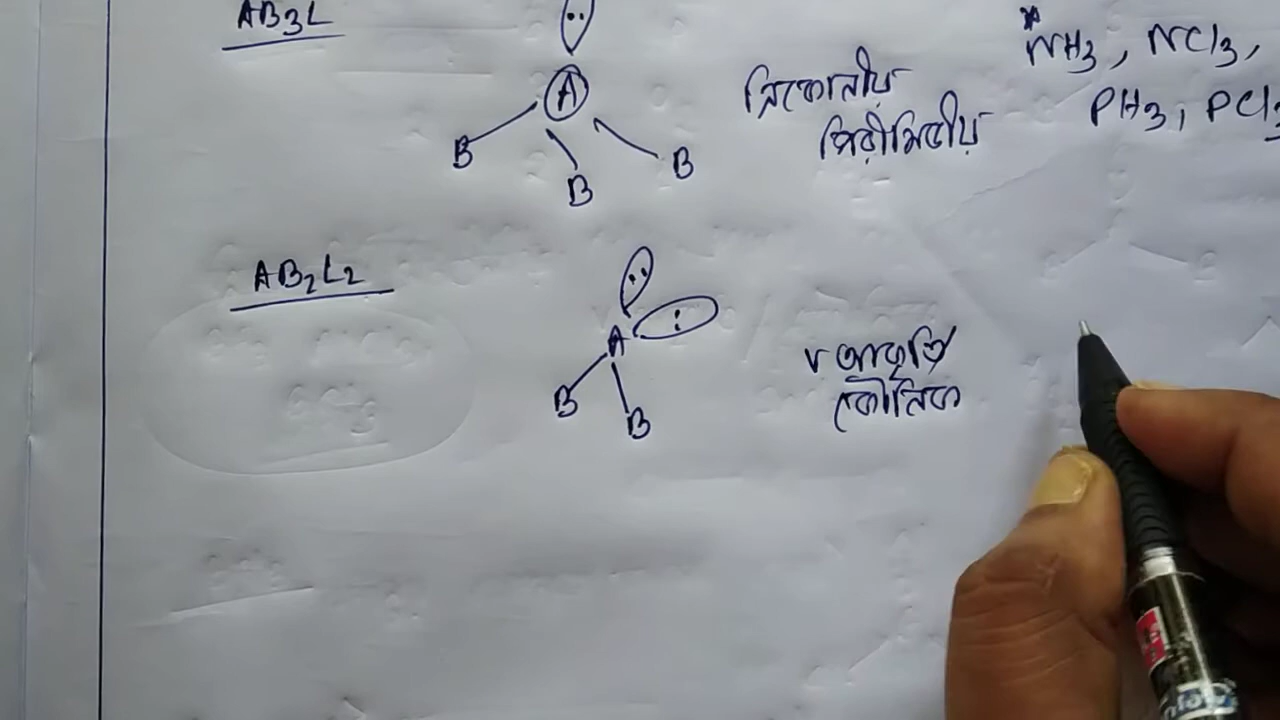 AB₃L
NH₃, NCl₃,
PH₃, PCl₃
ত্রিকোনীয়
পিরামিডীয়
A
B
B
B
AB₂L₂
A
B
B
V আকৃতি
কৌনিক